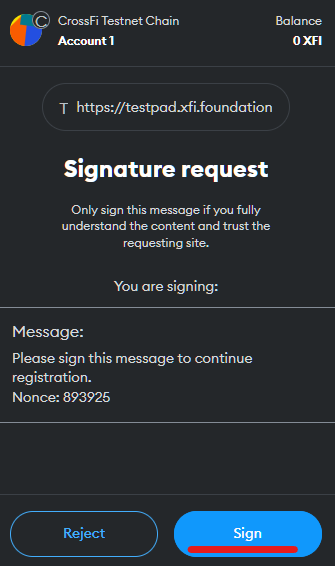 CrossFi Testnet Chain
Balance
Account 1
0 XFI
T https://testpad.xfi.foundation
Signature request
Only sign this message if you fully
understand the content and trust the
requesting site.
You are signing:
Message:
Please sign this message to continue
registration.
Nonce: 893925
Reject
Sign